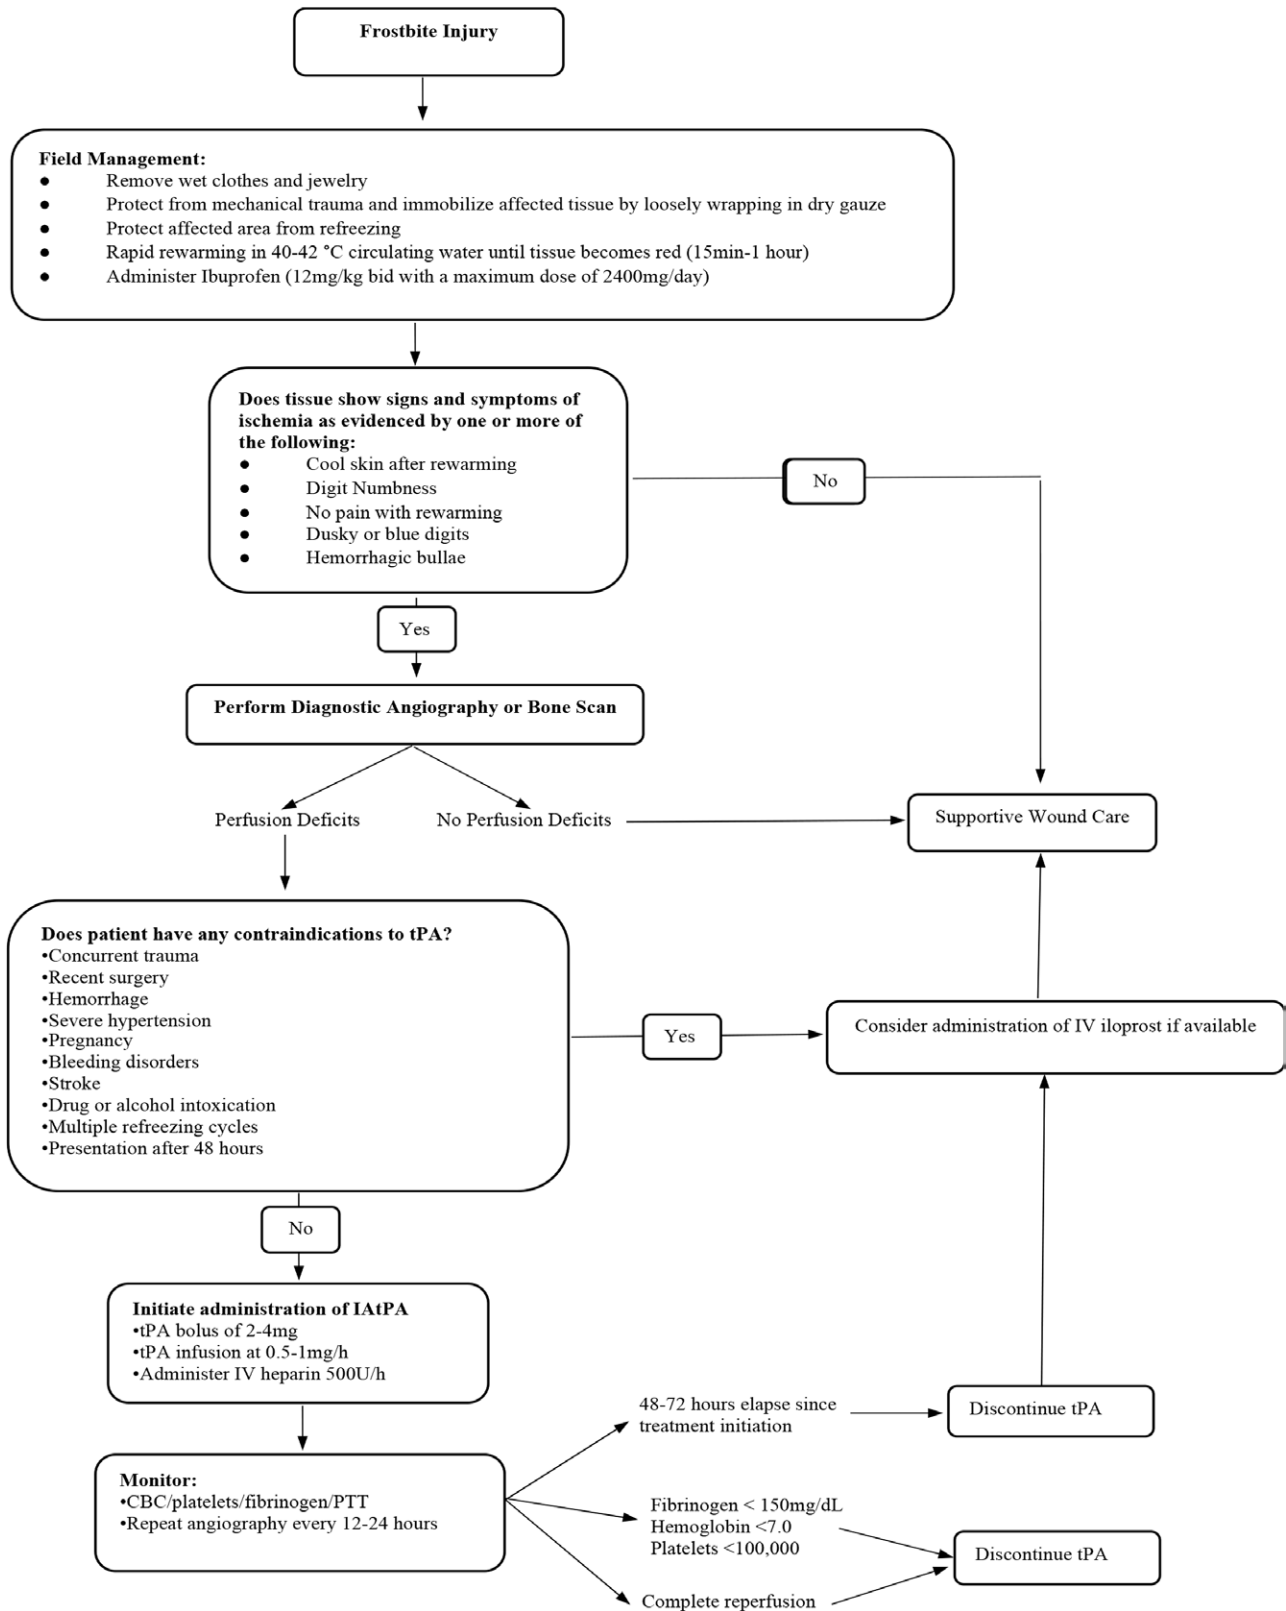 Frostbite Injury
Field Management:
● Remove wet clothes and jewelry
● Protect from mechanical trauma and immobilize affected tissue by loosely wrapping in dry gauze
● Protect affected area from refreezing
● Rapid rewarming in 40-42 °C circulating water until tissue becomes red (15min-1 hour)
● Administer Ibuprofen (12mg/kg bid with a maximum dose of 2400mg/day)
Does tissue show signs and symptoms of
ischemia as evidenced by one or more of
the following:
● Cool skin after rewarming
● Digit Numbness
● No pain with rewarming
● Dusky or blue digits
● Hemorrhagic bullae
No
Yes
Perform Diagnostic Angiography or Bone Scan
Perfusion Deficits
No Perfusion Deficits
Supportive Wound Care
Does patient have any contraindications to tPA?
•Concurrent trauma
•Recent surgery
•Hemorrhage
•Severe hypertension
•Pregnancy
•Bleeding disorders
•Stroke
•Drug or alcohol intoxication
•Multiple refreezing cycles
•Presentation after 48 hours
Yes
Consider administration of IV iloprost if available
No
Initiate administration of IAtPA
•tPA bolus of 2-4mg
•tPA infusion at 0.5-1mg/h
•Administer IV heparin 500U/h
Monitor:
•CBC/platelets/fibrinogen/PTT
•Repeat angiography every 12-24 hours
48-72 hours elapse since
treatment initiation
Discontinue tPA
Fibrinogen < 150mg/dL
Hemoglobin <7.0
Platelets <100,000
Complete reperfusion
Discontinue tPA